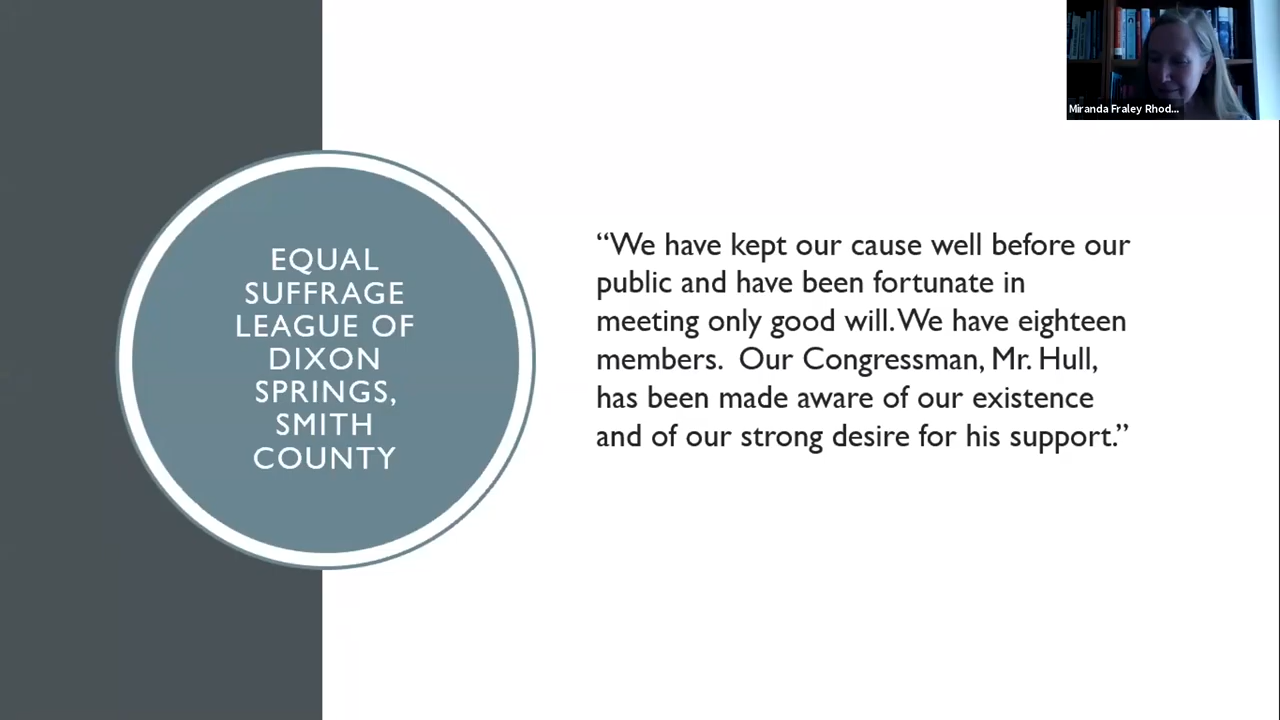 Miranda Fraley Rhod...
EQUAL
SUFFRAGE
LEAGUE OF
DIXON
SPRINGS,
SMITH
COUNTY
“We have kept our cause well before our
public and have been fortunate in
meeting only good will. We have eighteen
members.  Our Congressman, Mr. Hull,
has been made aware of our existence
and of our strong desire for his support.”